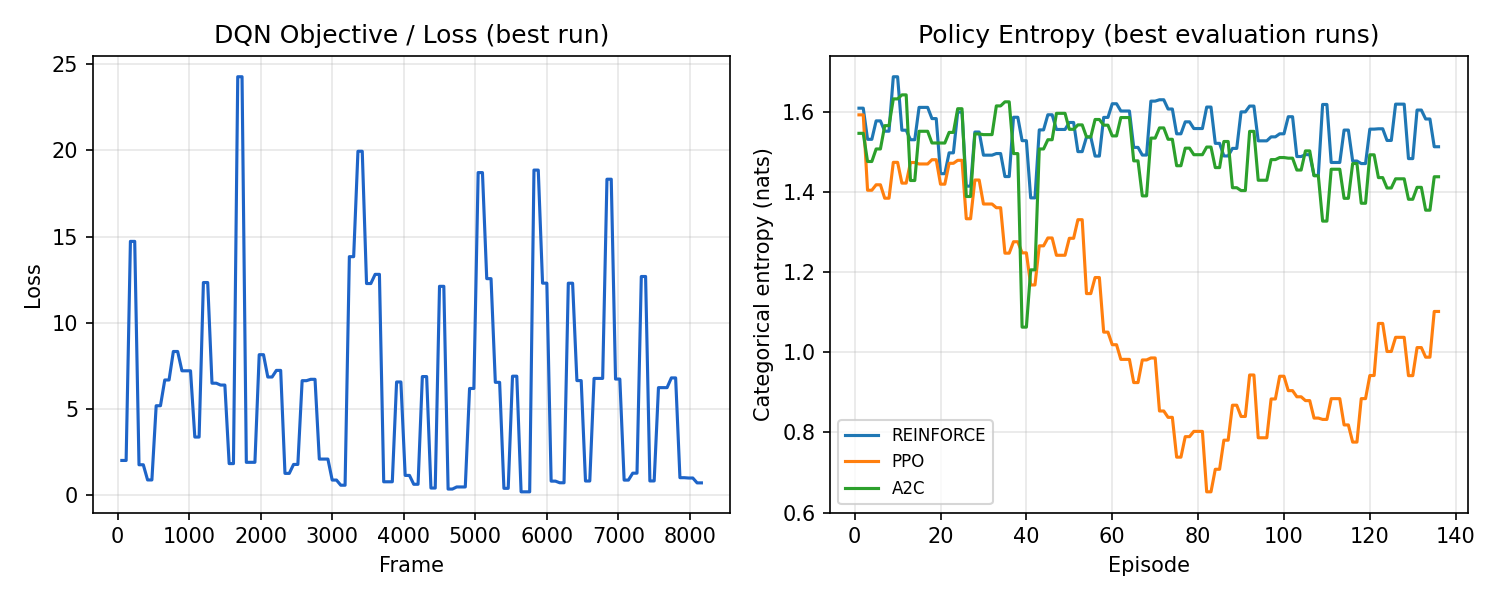 DQN Objective / Loss (best run)
25
20
15
10
5
0
Loss
0 1000 2000 3000 4000 5000 6000 7000 8000
Frame
Policy Entropy (best evaluation runs)
1.6
1.4
1.2
1.0
0.8
0.6
Categorical entropy (nats)
REINFORCE
PPO
A2C
0 20 40 60 80 100 120 140
Episode